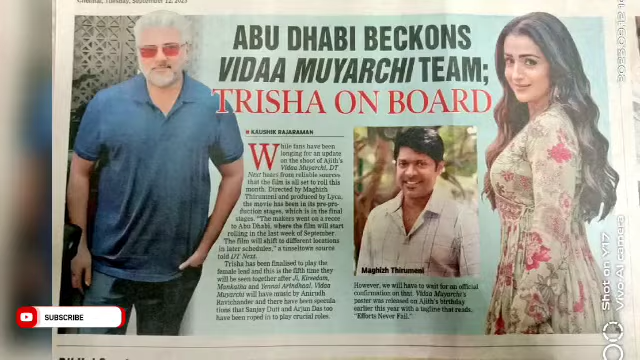 Chennai, Tuesday, September 12, 2023
ABU DHABI BECKONS
VIDAA MUYARCHI TEAM;
TRISHA ON BOARD
KAUSHIK RAJARAMAN
While fans have been
longing for an update
on the shoot of Ajith's
Vidaa Muyarchi, DT
Next hears from reliable sources
that the film is all set to roll this
month. Directed by Maghizh
Thirumeni and produced by Lyca,
the movie has been in its pre-pro-
duction stages, which is in the final
stages. "The makers went on a recce
to Abu Dhabi, where the film will start
rolling in the last week of September.
The film will shift to different locations
in later schedules," a tinseltown source
told DT Next.
Trisha has been finalised to play the
female lead and this is the fifth time they
will be seen together after Ji, Kireedam,
Mankatha and Yennai Arindhaal. Vidaa
Muyarchi will have music by Anirudh
Ravichander and there have been specula-
tions that Sanjay Dutt and Arjun Das too
have been roped in to play crucial roles.
Maghizh Thirumeni
However, we will have to wait for an official
confirmation on that. Vidaa Muyarchi's
poster was released on Ajith's birthday
earlier this year with a tagline that reads,
"Efforts Never Fail."
SUBSCRIBE
Shot on Y17
Vivo AI camera